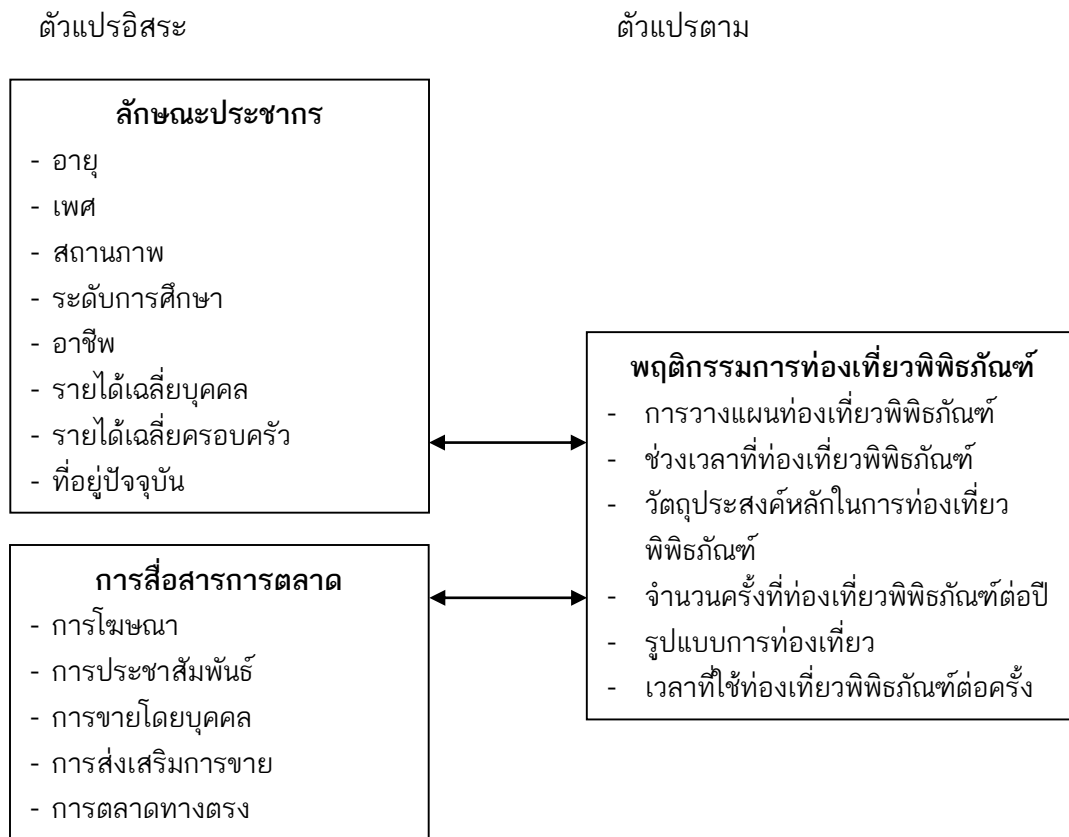 ตัวแปรอิสระ
ตัวแปรตาม
ลักษณะประชากร
- อายุ
- เพศ
- สถานภาพ
- ระดับการศึกษา
- อาชีพ
- รายได้เฉลี่ยบุคคล
- รายได้เฉลี่ยครอบครัว
- ที่อยู่ปัจจุบัน
การสื่อสารการตลาด
- การโฆษณา
- การประชาสัมพันธ์
- การขายโดยบุคคล
- การส่งเสริมการขาย
- การตลาดทางตรง
พฤติกรรมการท่องเที่ยวพิพิธภัณฑ์
- การวางแผนท่องเที่ยวพิพิธภัณฑ์
- ช่วงเวลาที่ท่องเที่ยวพิพิธภัณฑ์
- วัตถุประสงค์หลักในการท่องเที่ยว
พิพิธภัณฑ์
- จำนวนครั้งที่ท่องเที่ยวพิพิธภัณฑ์ต่อปี
- รูปแบบการท่องเที่ยว
- เวลาที่ใช้ท่องเที่ยวพิพิธภัณฑ์ต่อครั้ง